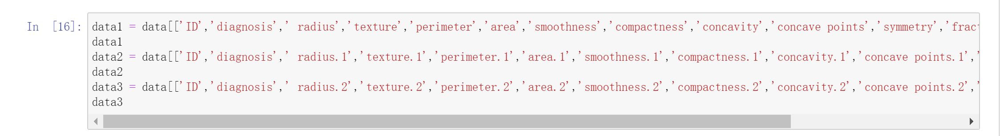 In [16]: data1 = data[['ID','diagnosis',' radius','texture','perimeter','area','smoothness','compactness','concavity','concave points','symmetry','fract
data1
data2 = data[['ID','diagnosis',' radius.1','texture.1','perimeter.1','area.1','smoothness.1','compactness.1','concavity.1','concave points.1','
data2
data3 = data[['ID','diagnosis',' radius.2','texture.2','perimeter.2','area.2','smoothness.2','compactness.2','concavity.2','concave points.2','
data3